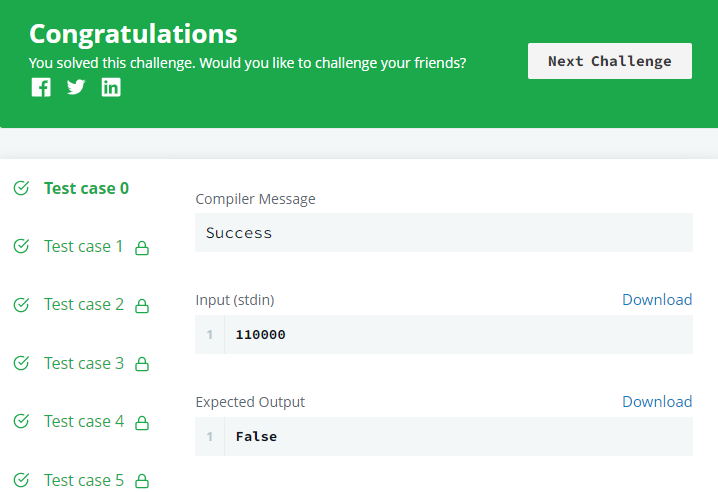 Congratulations
You solved this challenge. Would you like to challenge your friends?
Next Challenge
Test case 0
Test case 1
Test case 2
Test case 3
Test case 4
Test case 5
Compiler Message
Success
Input (stdin)
Download
1 110000
Expected Output
Download
1 False